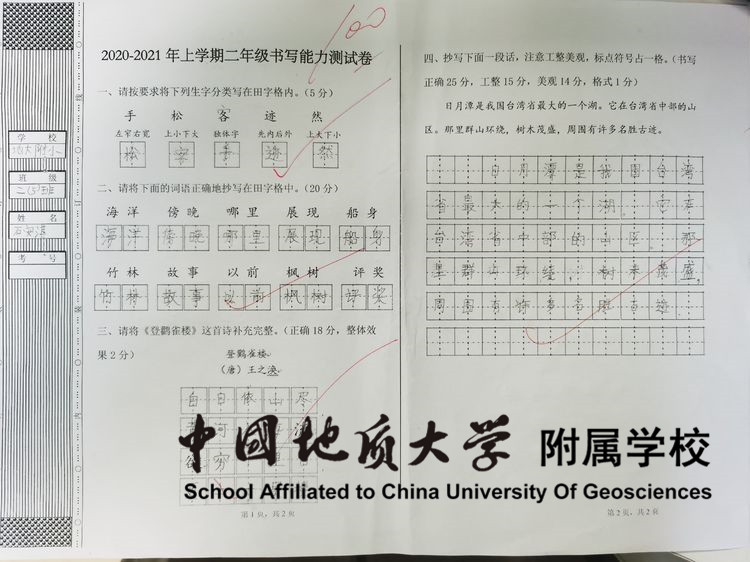 100
2020-2021年上学期二年级书写能力测试卷
一、请按要求将下列生字分类写在田字格内。(5分)
手 松 客 迹 然
左窄右宽 上小下大 独体字 先内后外 上大下小
松 客 手 迹 然
二、请将下面的词语正确地抄写在田字格中。(20分)
海洋 傍晚 哪里 展现 船身
海洋 傍晚 哪里 展现 船身
竹林 故事 以前 枫树 评奖
竹林 故事 以前 枫树 评奖
三、请将《登鹳雀楼》这首诗补充完整。(正确18分,整体效
果2分)
登鹳雀楼
(唐)王之涣
白日依山尽
河
欲穷
第1页,共2页
学校
地大附小
班级
二(5)班
姓名
考号
四、抄写下面一段话,注意工整美观,标点符号占一格。(书写
正确25分,工整15分,美观14分,格式1分)
日月潭是我国台湾省最大的一个湖。它在台湾省中部的山
区。那里群山环绕,树木茂盛,周围有许多名胜古迹。
日月潭是我国台湾
省最大的一个湖。它在
台湾省中部的山区。那
里群山环绕,树木茂盛,
周围有许多名胜古迹。
第2页,共2页
中國地质大学 附属学校
School Affiliated to China University Of Geosciences